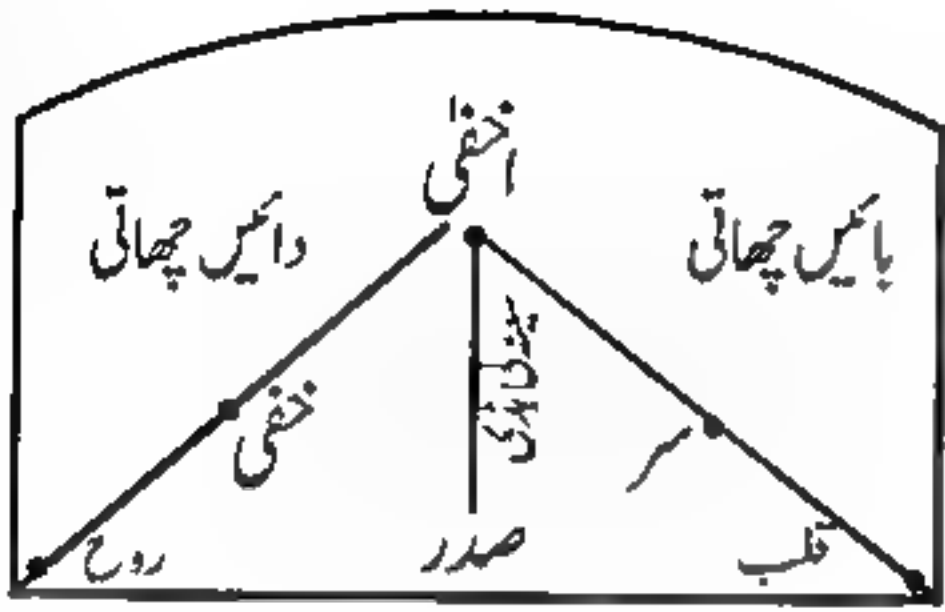 اخفیٰ
بائیں چھاتی
دائیں چھاتی
خفی
سر
قلب
صدر
روح